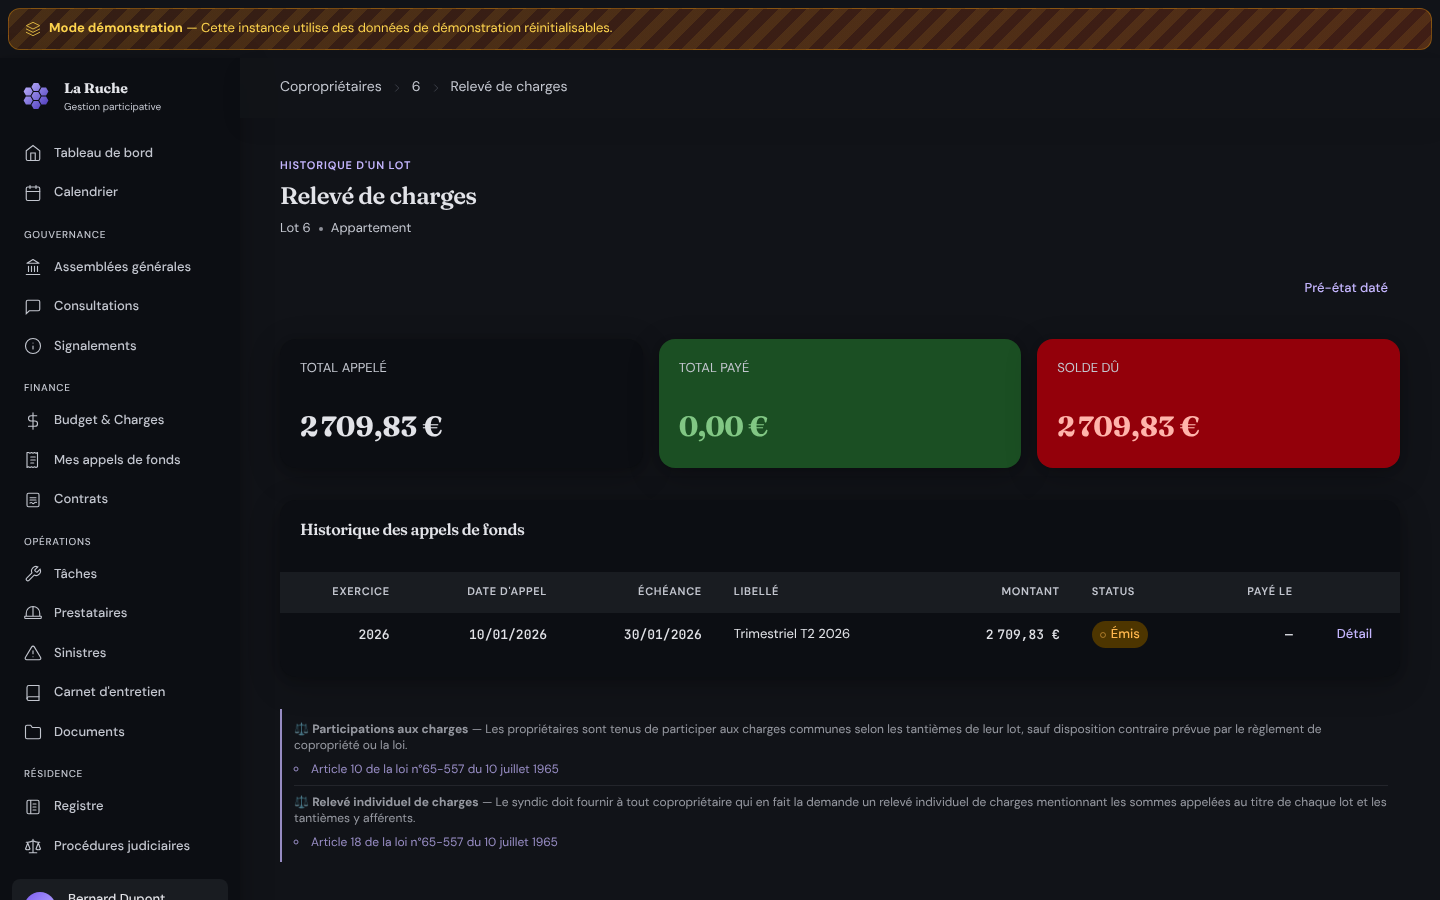 Mode démonstration — Cette instance utilise des données de démonstration réinitialisables.
La Ruche
Gestion participative
Tableau de bord
Calendrier
GOUVERNANCE
Assemblées générales
Consultations
Signalements
FINANCE
Budget & Charges
Mes appels de fonds
Contrats
OPÉRATIONS
Tâches
Prestataires
Sinistres
Carnet d'entretien
Documents
RÉSIDENCE
Registre
Procédures judiciaires
Bernard Dupont
Copropriétaires > 6 > Relevé de charges
HISTORIQUE D'UN LOT
Relevé de charges
Lot 6 • Appartement
Pré-état daté
TOTAL APPELÉ
2 709,83 €
TOTAL PAYÉ
0,00 €
SOLDE DÛ
2 709,83 €
Historique des appels de fonds
EXERCICE DATE D'APPEL ÉCHÉANCE LIBELLÉ MONTANT STATUS PAYÉ LE
2026 10/01/2026 30/01/2026 Trimestriel T2 2026 2 709,83 € ○ Émis — Détail
⚖️ Participations aux charges — Les propriétaires sont tenus de participer aux charges communes selon les tantièmes de leur lot, sauf disposition contraire prévue par le règlement de
copropriété ou la loi.
Article 10 de la loi n°65-557 du 10 juillet 1965
⚖️ Relevé individuel de charges — Le syndic doit fournir à tout copropriétaire qui en fait la demande un relevé individuel de charges mentionnant les sommes appelées au titre de chaque lot et les
tantièmes y afférents.
Article 18 de la loi n°65-557 du 10 juillet 1965